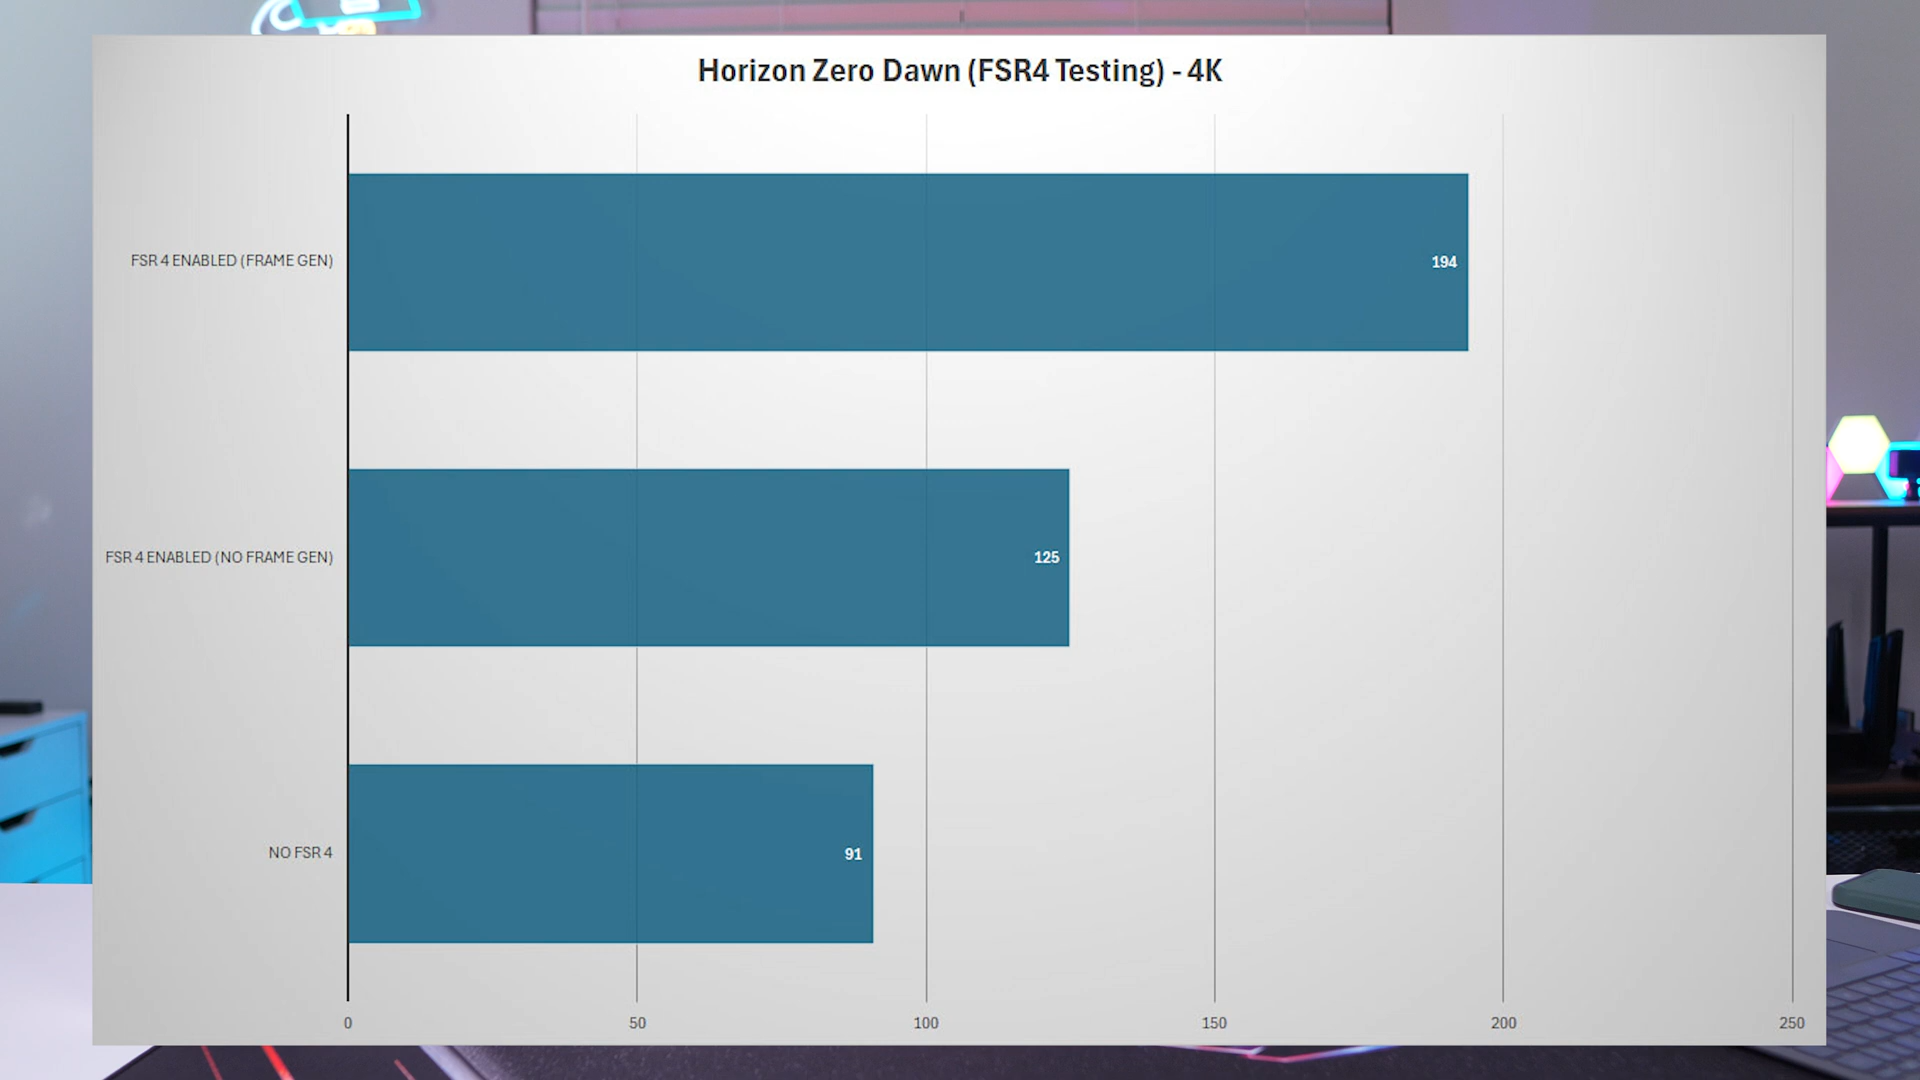 Horizon Zero Dawn (FSR4 Testing) - 4K
FSR 4 ENABLED (FRAME GEN)
194
FSR 4 ENABLED (NO FRAME GEN)
125
NO FSR 4
91
0 50 100 150 200 250